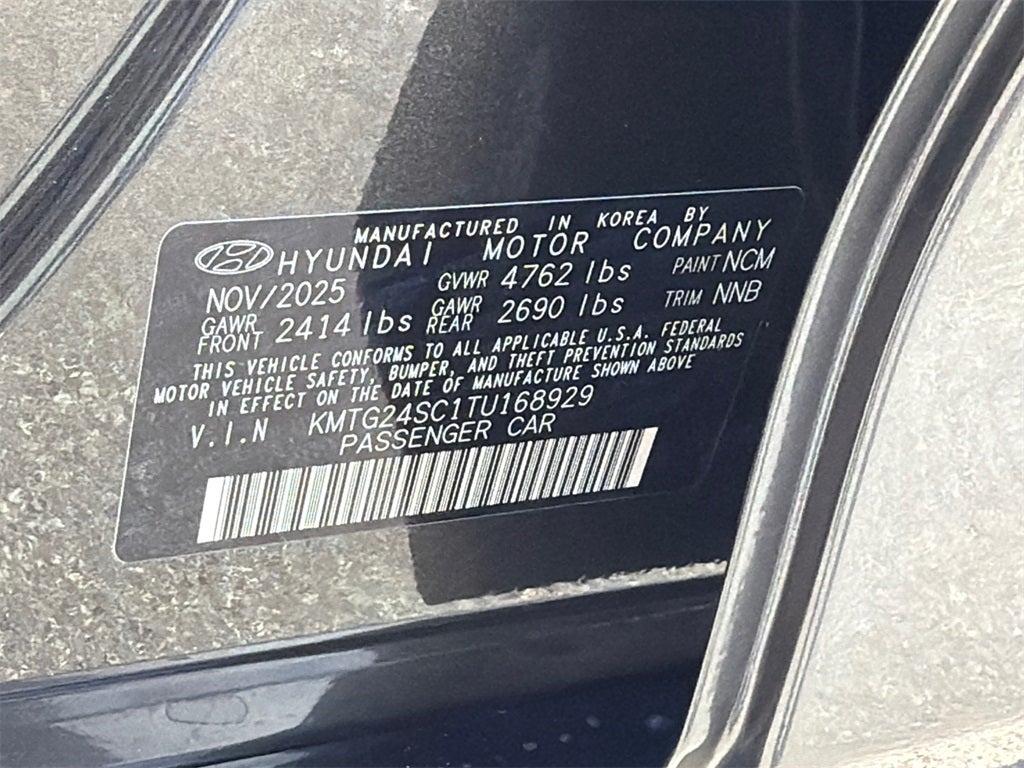 MANUFACTURED IN KOREA BY
HYUNDAI MOTOR COMPANY
NOV/2025 GVWR 4762 lbs PAINT NCM
GAWR FRONT 2414 lbs GAWR REAR 2690 lbs TRIM NNB
THIS VEHICLE CONFORMS TO ALL APPLICABLE U.S.A. FEDERAL
MOTOR VEHICLE SAFETY, BUMPER, AND THEFT PREVENTION STANDARDS
IN EFFECT ON THE DATE OF MANUFACTURE SHOWN ABOVE
V.I.N KMTG24SC1TU168929
PASSENGER CAR